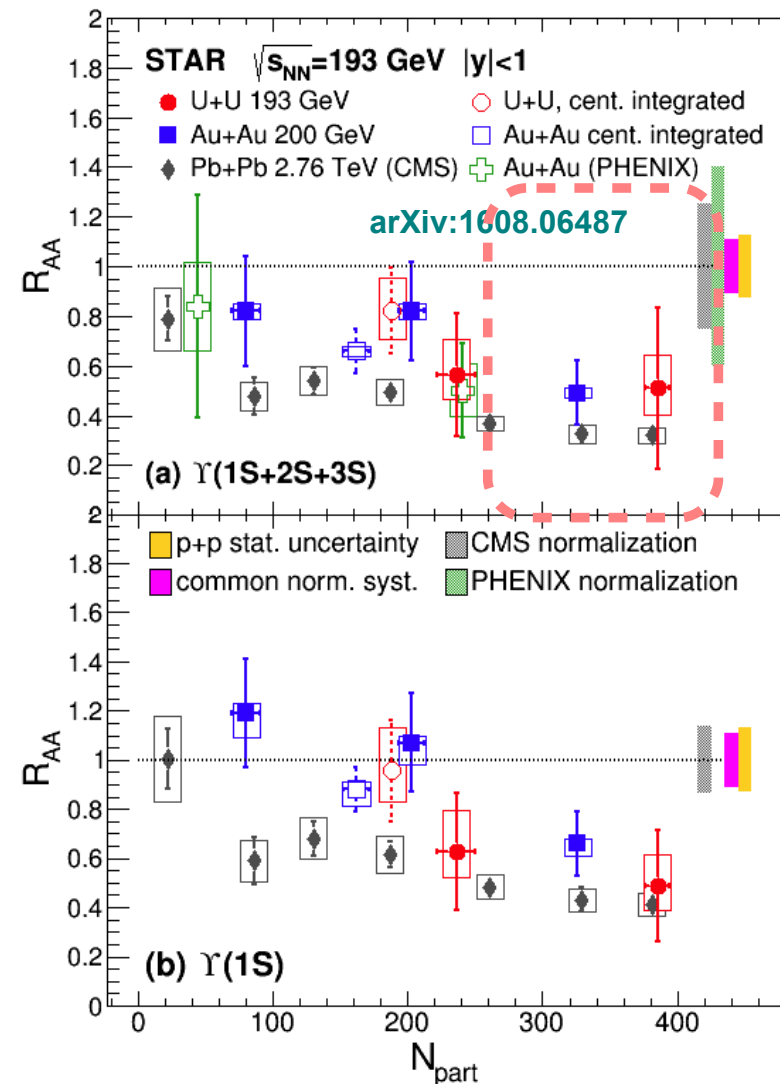 2
STAR √sNN=193 GeV |y|<1
U+U 193 GeV
U+U, cent. integrated
Au+Au 200 GeV
Au+Au cent. integrated
Pb+Pb 2.76 TeV (CMS)
Au+Au (PHENIX)
arXiv:1608.06487
1.8
1.6
1.4
1.2
1
0.8
0.6
0.4
0.2
RAA
(a) ϒ(1S+2S+3S)
2
p+p stat. uncertainty
CMS normalization
common norm. syst.
PHENIX normalization
1.8
1.6
1.4
1.2
1
0.8
0.6
0.4
0.2
0
RAA
(b) ϒ(1S)
0 100 200 300 400
Npart